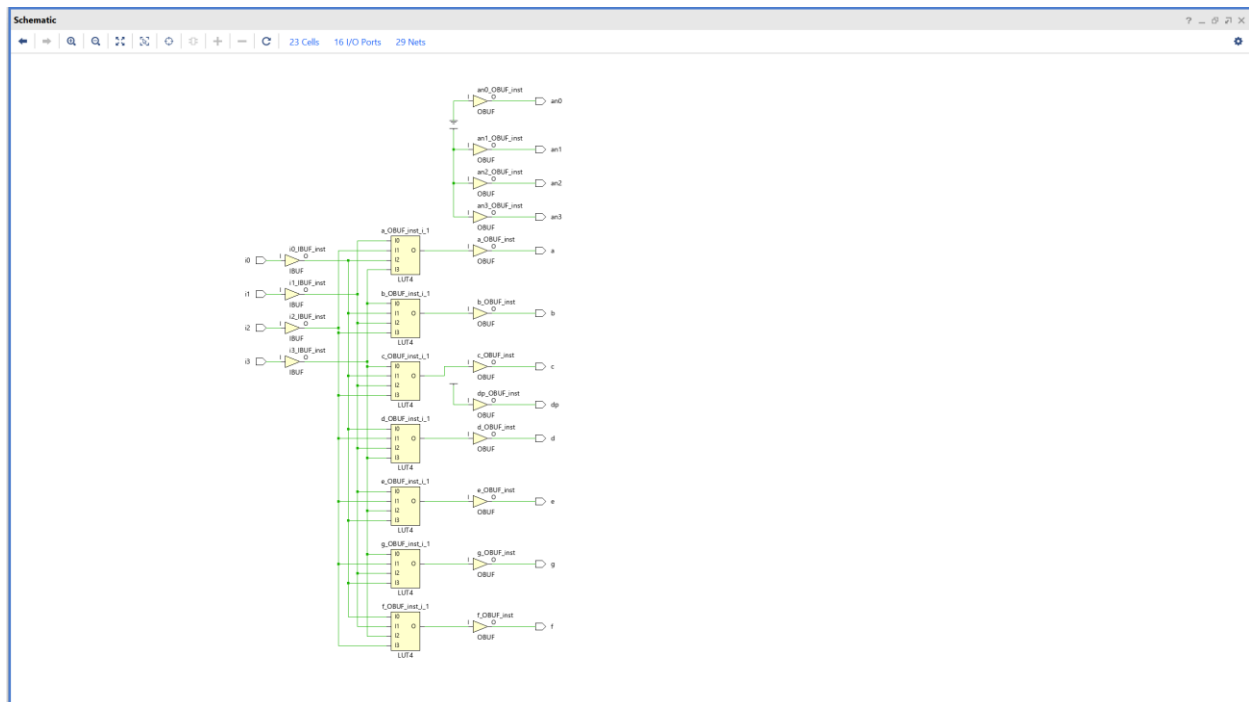 Schematic
23 Cells 16 I/O Ports 29 Nets
an0_OBUF_inst
I O an0
OBUF
an1_OBUF_inst
I O an1
OBUF
an2_OBUF_inst
I O an2
OBUF
an3_OBUF_inst
I O an3
OBUF
i0_IBUF_inst
i0 I O
IBUF
i1_IBUF_inst
i1 I O
IBUF
i2_IBUF_inst
i2 I O
IBUF
i3_IBUF_inst
i3 I O
IBUF
a_OBUF_inst_i_1
I0
I1 O
I2
I3
LUT4
a_OBUF_inst
I O a
OBUF
b_OBUF_inst_i_1
I0
I1 O
I2
I3
LUT4
b_OBUF_inst
I O b
OBUF
c_OBUF_inst_i_1
I0
I1 O
I2
I3
LUT4
c_OBUF_inst
I O c
OBUF
dp_OBUF_inst
I O dp
OBUF
d_OBUF_inst_i_1
I0
I1 O
I2
I3
LUT4
d_OBUF_inst
I O d
OBUF
e_OBUF_inst_i_1
I0
I1 O
I2
I3
LUT4
e_OBUF_inst
I O e
OBUF
g_OBUF_inst_i_1
I0
I1 O
I2
I3
LUT4
g_OBUF_inst
I O g
OBUF
f_OBUF_inst_i_1
I0
I1 O
I2
I3
LUT4
f_OBUF_inst
I O f
OBUF